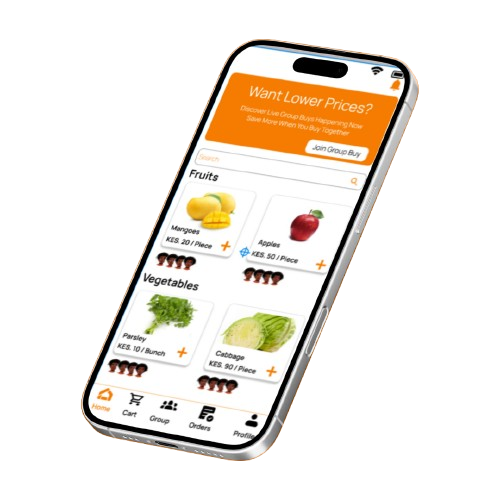 Want Lower Prices?
Discover Live Group Buys Happening Now
Save More When You Buy Together
Join Group Buy
Search
Fruits
Mangoes
KES. 20 / Piece
Apples
KES. 50 / Piece
Vegetables
Parsley
KES. 10 / Bunch
Cabbage
KES. 90 / Piece
Home
Cart
Group
Orders
Profile